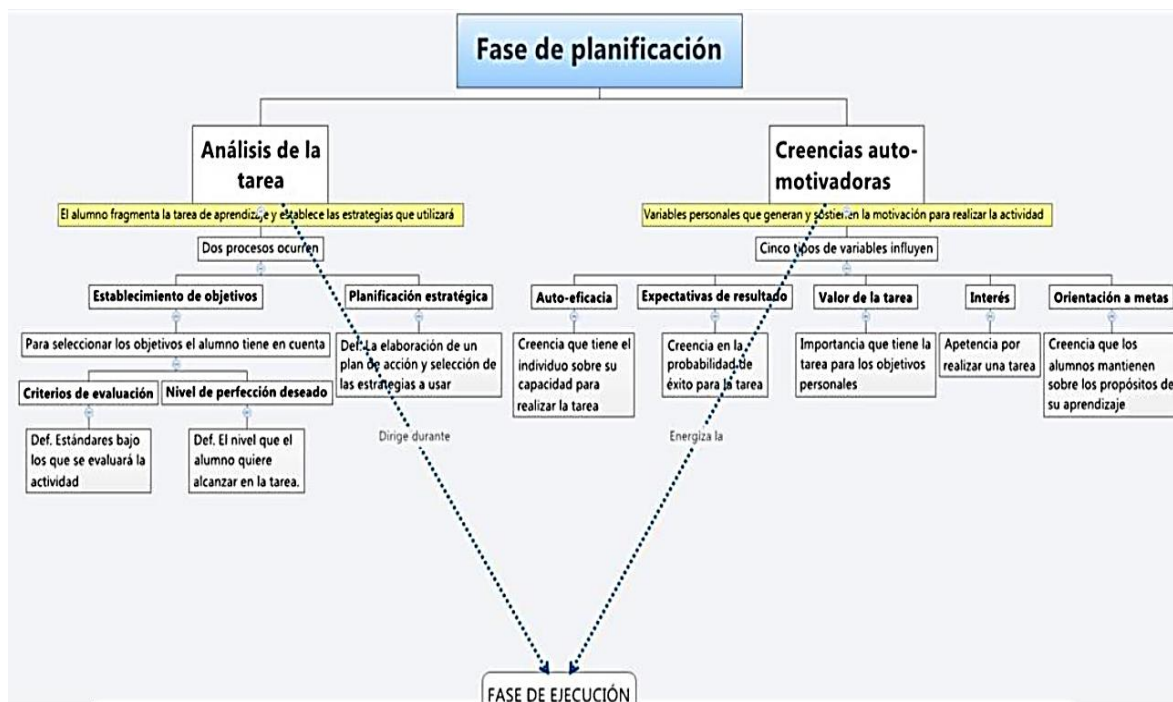 Fase de planificación
Análisis de la
tarea
Creencias auto-
motivadoras
El alumno fragmenta la tarea de aprendizaje y establece las estrategias que utilizará
Variables personales que generan y sostienen la motivación para realizar la actividad
Dos procesos ocurren
Cinco tipos de variables influyen
Establecimiento de objetivos
Planificación estratégica
Auto-eficacia
Expectativas de resultado
Valor de la tarea
Interés
Orientación a metas
Para seleccionar los objetivos el alumno tiene en cuenta
Def. La elaboración de un
plan de acción y selección de
las estrategias a usar
Creencia que tiene el
individuo sobre su
capacidad para
realizar la tarea
Creencia en la
probabilidad de
éxito para la tarea
Importancia que tiene la
tarea para los objetivos
personales
Apetencia por
realizar una tarea
Creencia que los
alumnos mantienen
sobre los propósitos de
su aprendizaje
Criterios de evaluación
Nivel de perfección deseado
Def. Estándares bajo
los que se evaluará la
actividad
Def. El nivel que el
alumno quiere
alcanzar en la tarea.
Dirige durante
Energiza la
FASE DE EJECUCIÓN